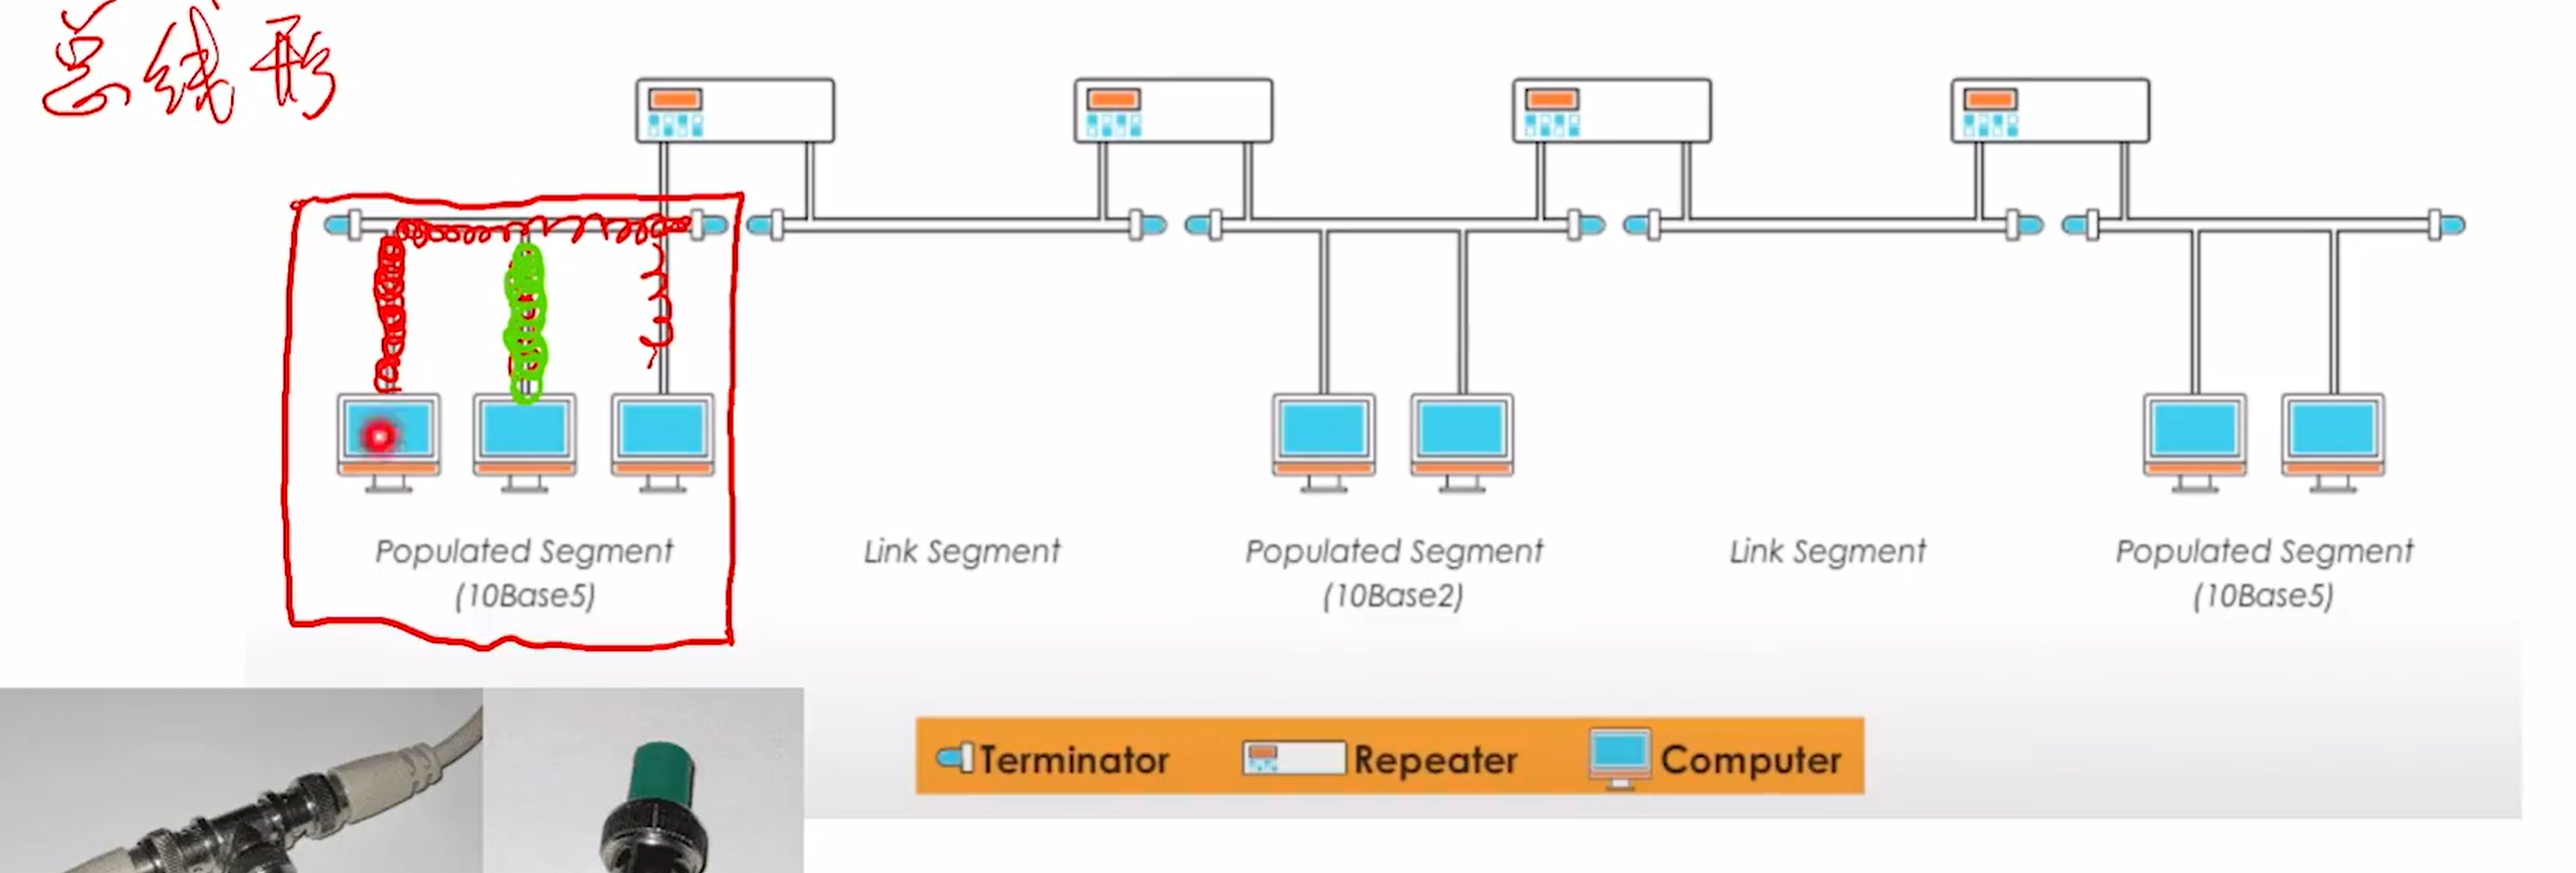 总线形
Populated Segment
(10Base5)
Link Segment
Populated Segment
(10Base2)
Link Segment
Populated Segment
(10Base5)
Terminator
Repeater
Computer